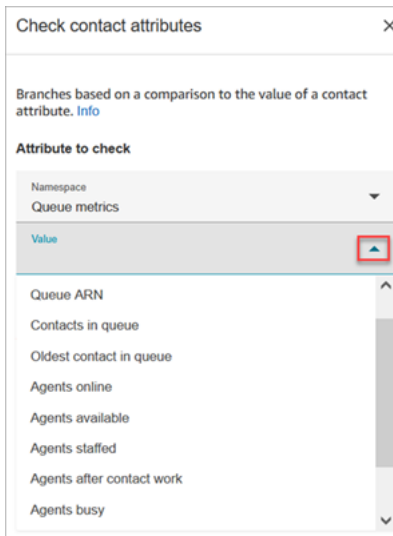 Check contact attributes
Branches based on a comparison to the value of a contact
attribute. Info
Attribute to check
Namespace
Queue metrics
Value
Queue ARN
Contacts in queue
Oldest contact in queue
Agents online
Agents available
Agents staffed
Agents after contact work
Agents busy